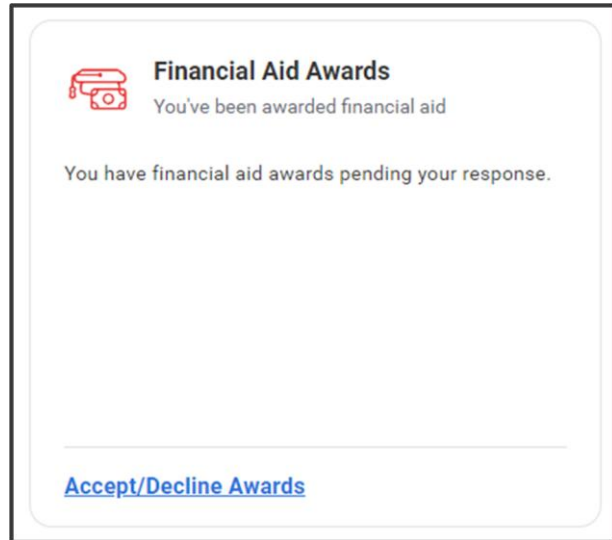 Financial Aid Awards
You've been awarded financial aid
You have financial aid awards pending your response.
Accept/Decline Awards